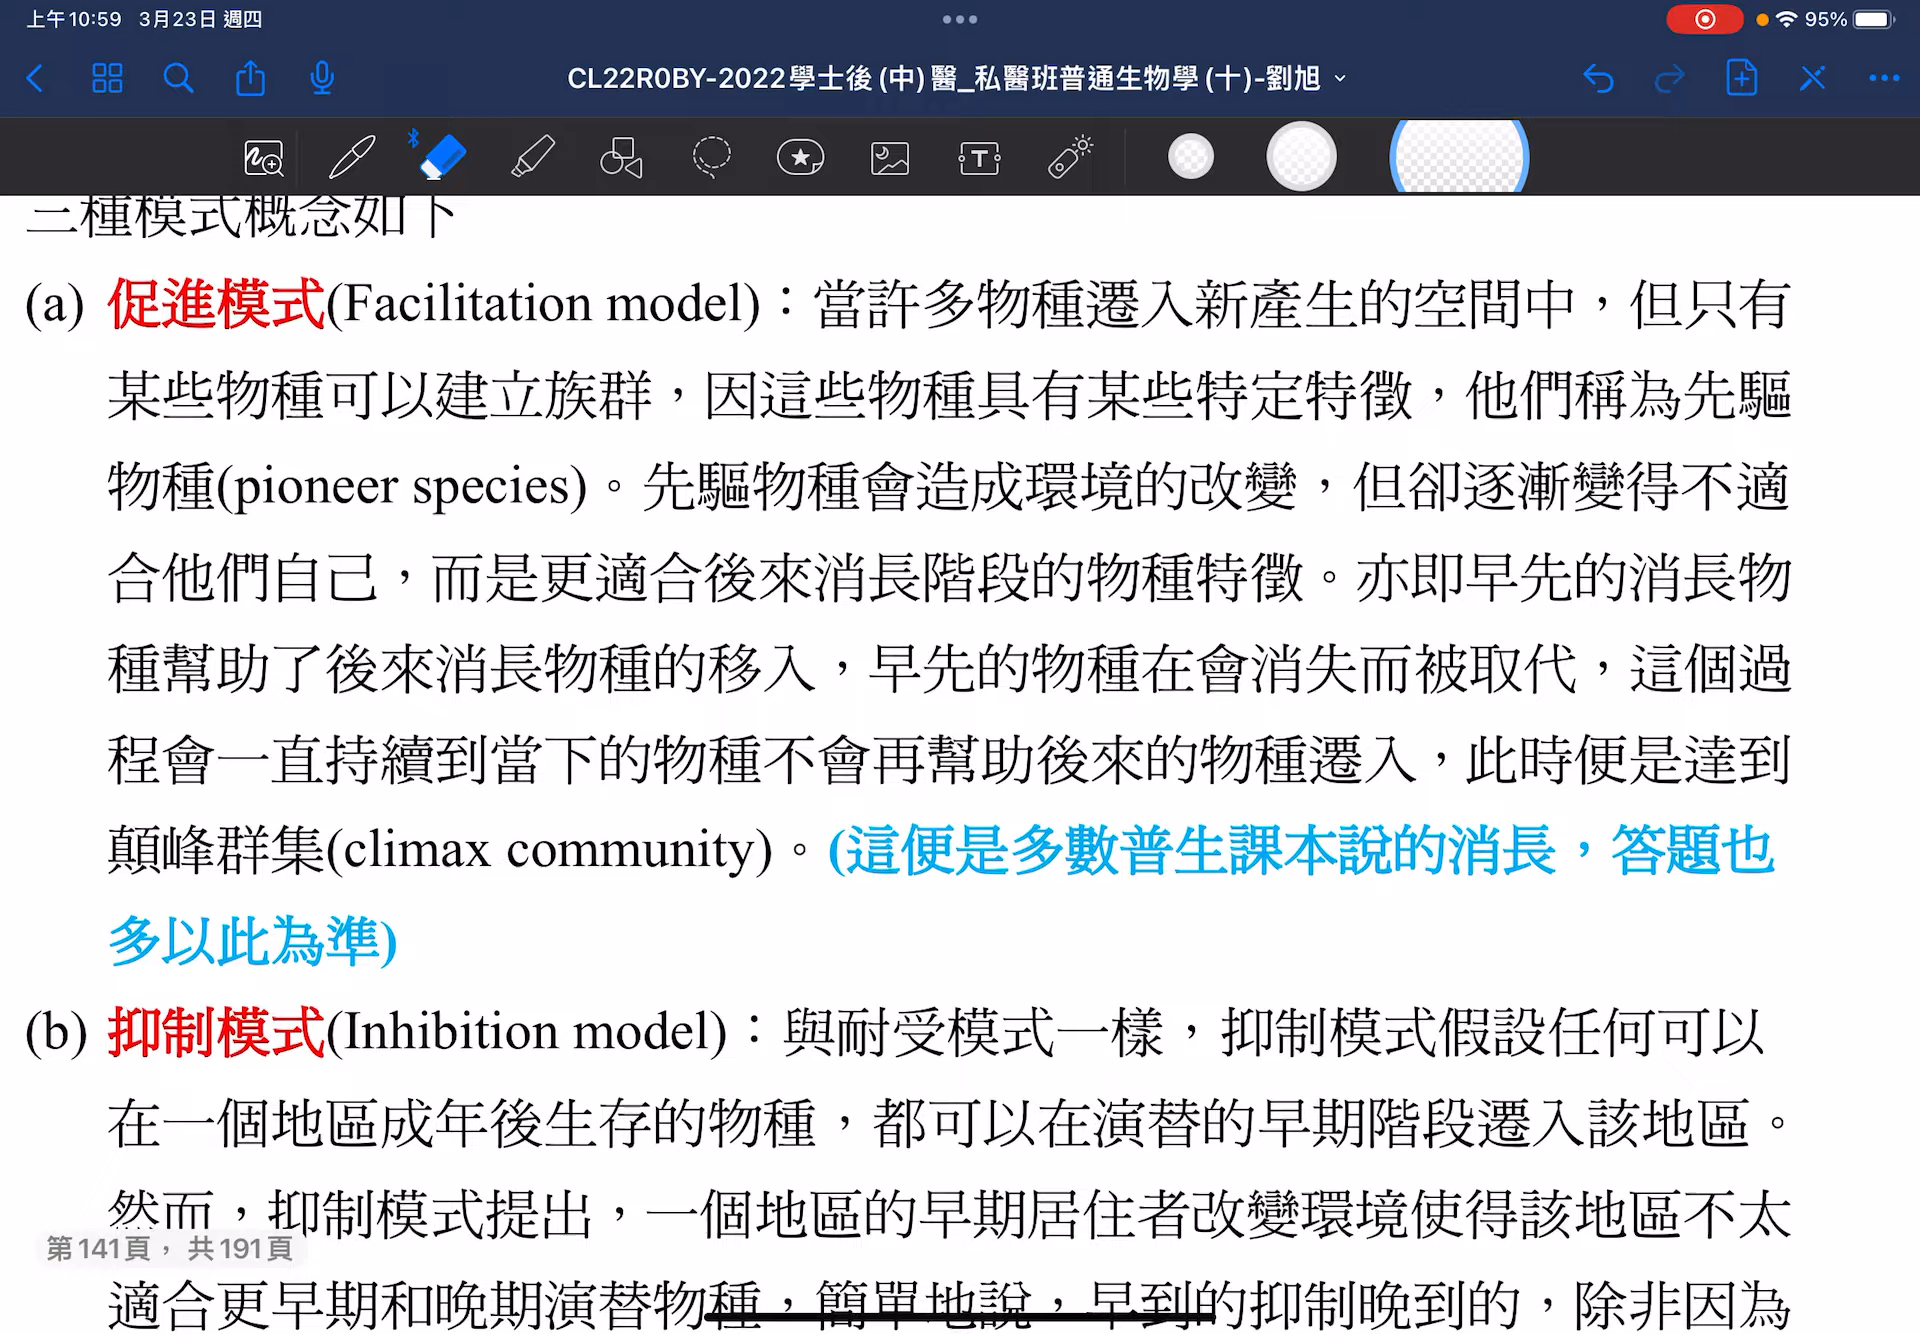 上午10:59 3月23日 週四
95%
CL22R0BY-2022學士後(中)醫_私醫班普通生物學(十)-劉旭
三種模式概念如下
(a) 促進模式(Facilitation model)：當許多物種遷入新產生的空間中，但只有
某些物種可以建立族群，因這些物種具有某些特定特徵，他們稱為先驅
物種(pioneer species)。先驅物種會造成環境的改變，但卻逐漸變得不適
合他們自己，而是更適合後來消長階段的物種特徵。亦即早先的消長物
種幫助了後來消長物種的移入，早先的物種在會消失而被取代，這個過
程會一直持續到當下的物種不會再幫助後來的物種遷入，此時便是達到
顛峰群集(climax community)。(這便是多數普生課本說的消長，答題也
多以此為準)
(b) 抑制模式(Inhibition model)：與耐受模式一樣，抑制模式假設任何可以
在一個地區成年後生存的物種，都可以在演替的早期階段遷入該地區。
然而，抑制模式提出，一個地區的早期居住者改變環境使得該地區不太
第141頁，共191頁
適合更早期和晚期演替物種，簡單地說，早到的抑制晚到的，除非因為